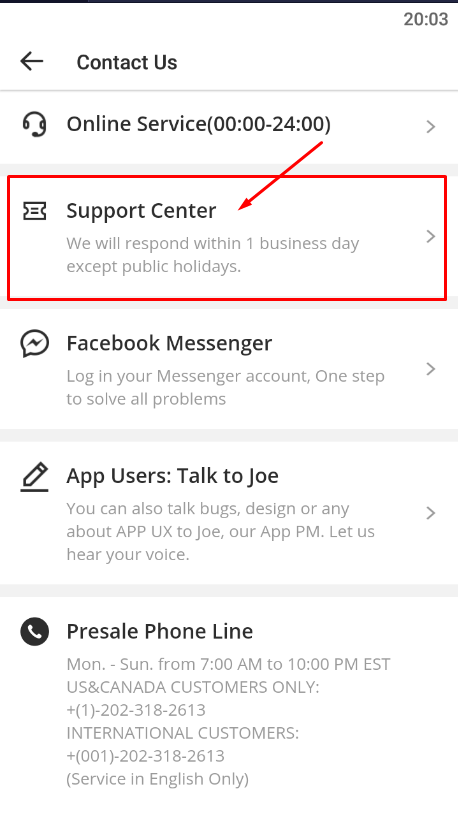 20:03
Contact Us
Online Service(00:00-24:00)
Support Center
We will respond within 1 business day
except public holidays.
Facebook Messenger
Log in your Messenger account, One step
to solve all problems
App Users: Talk to Joe
You can also talk bugs, design or any
about APP UX to Joe, our App PM. Let us
hear your voice.
Presale Phone Line
Mon. - Sun. from 7:00 AM to 10:00 PM EST
US&CANADA CUSTOMERS ONLY:
+(1)-202-318-2613
INTERNATIONAL CUSTOMERS:
+(001)-202-318-2613
(Service in English Only)